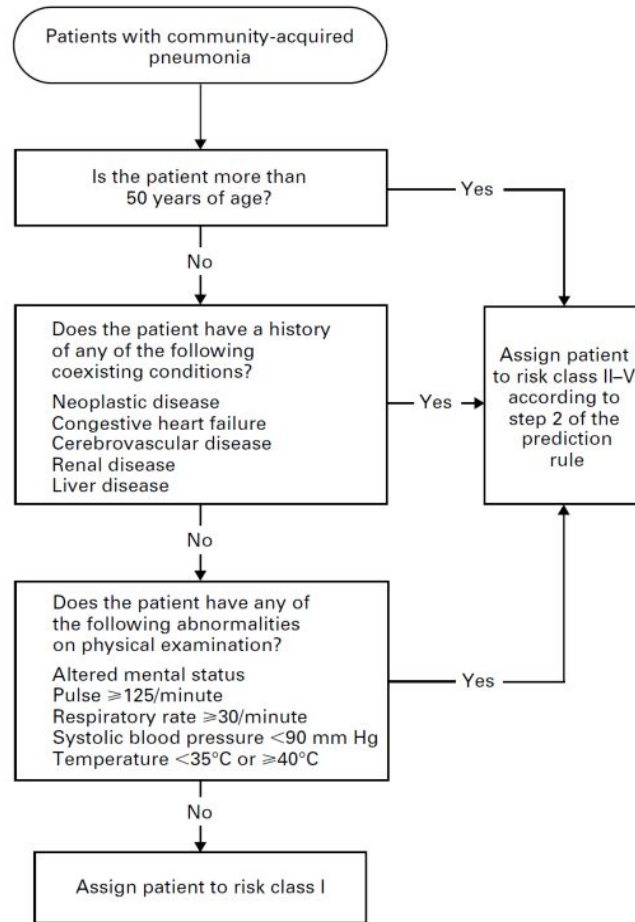 Patients with community-acquired
pneumonia
Is the patient more than
50 years of age?
Yes
No
Does the patient have a history
of any of the following
coexisting conditions?
Neoplastic disease
Congestive heart failure
Cerebrovascular disease
Renal disease
Liver disease
Yes
Assign patient
to risk class II–V
according to
step 2 of the
prediction
rule
No
Does the patient have any of
the following abnormalities
on physical examination?
Altered mental status
Pulse ⩾125/minute
Respiratory rate ⩾30/minute
Systolic blood pressure <90 mm Hg
Temperature <35°C or ⩾40°C
Yes
No
Assign patient to risk class I